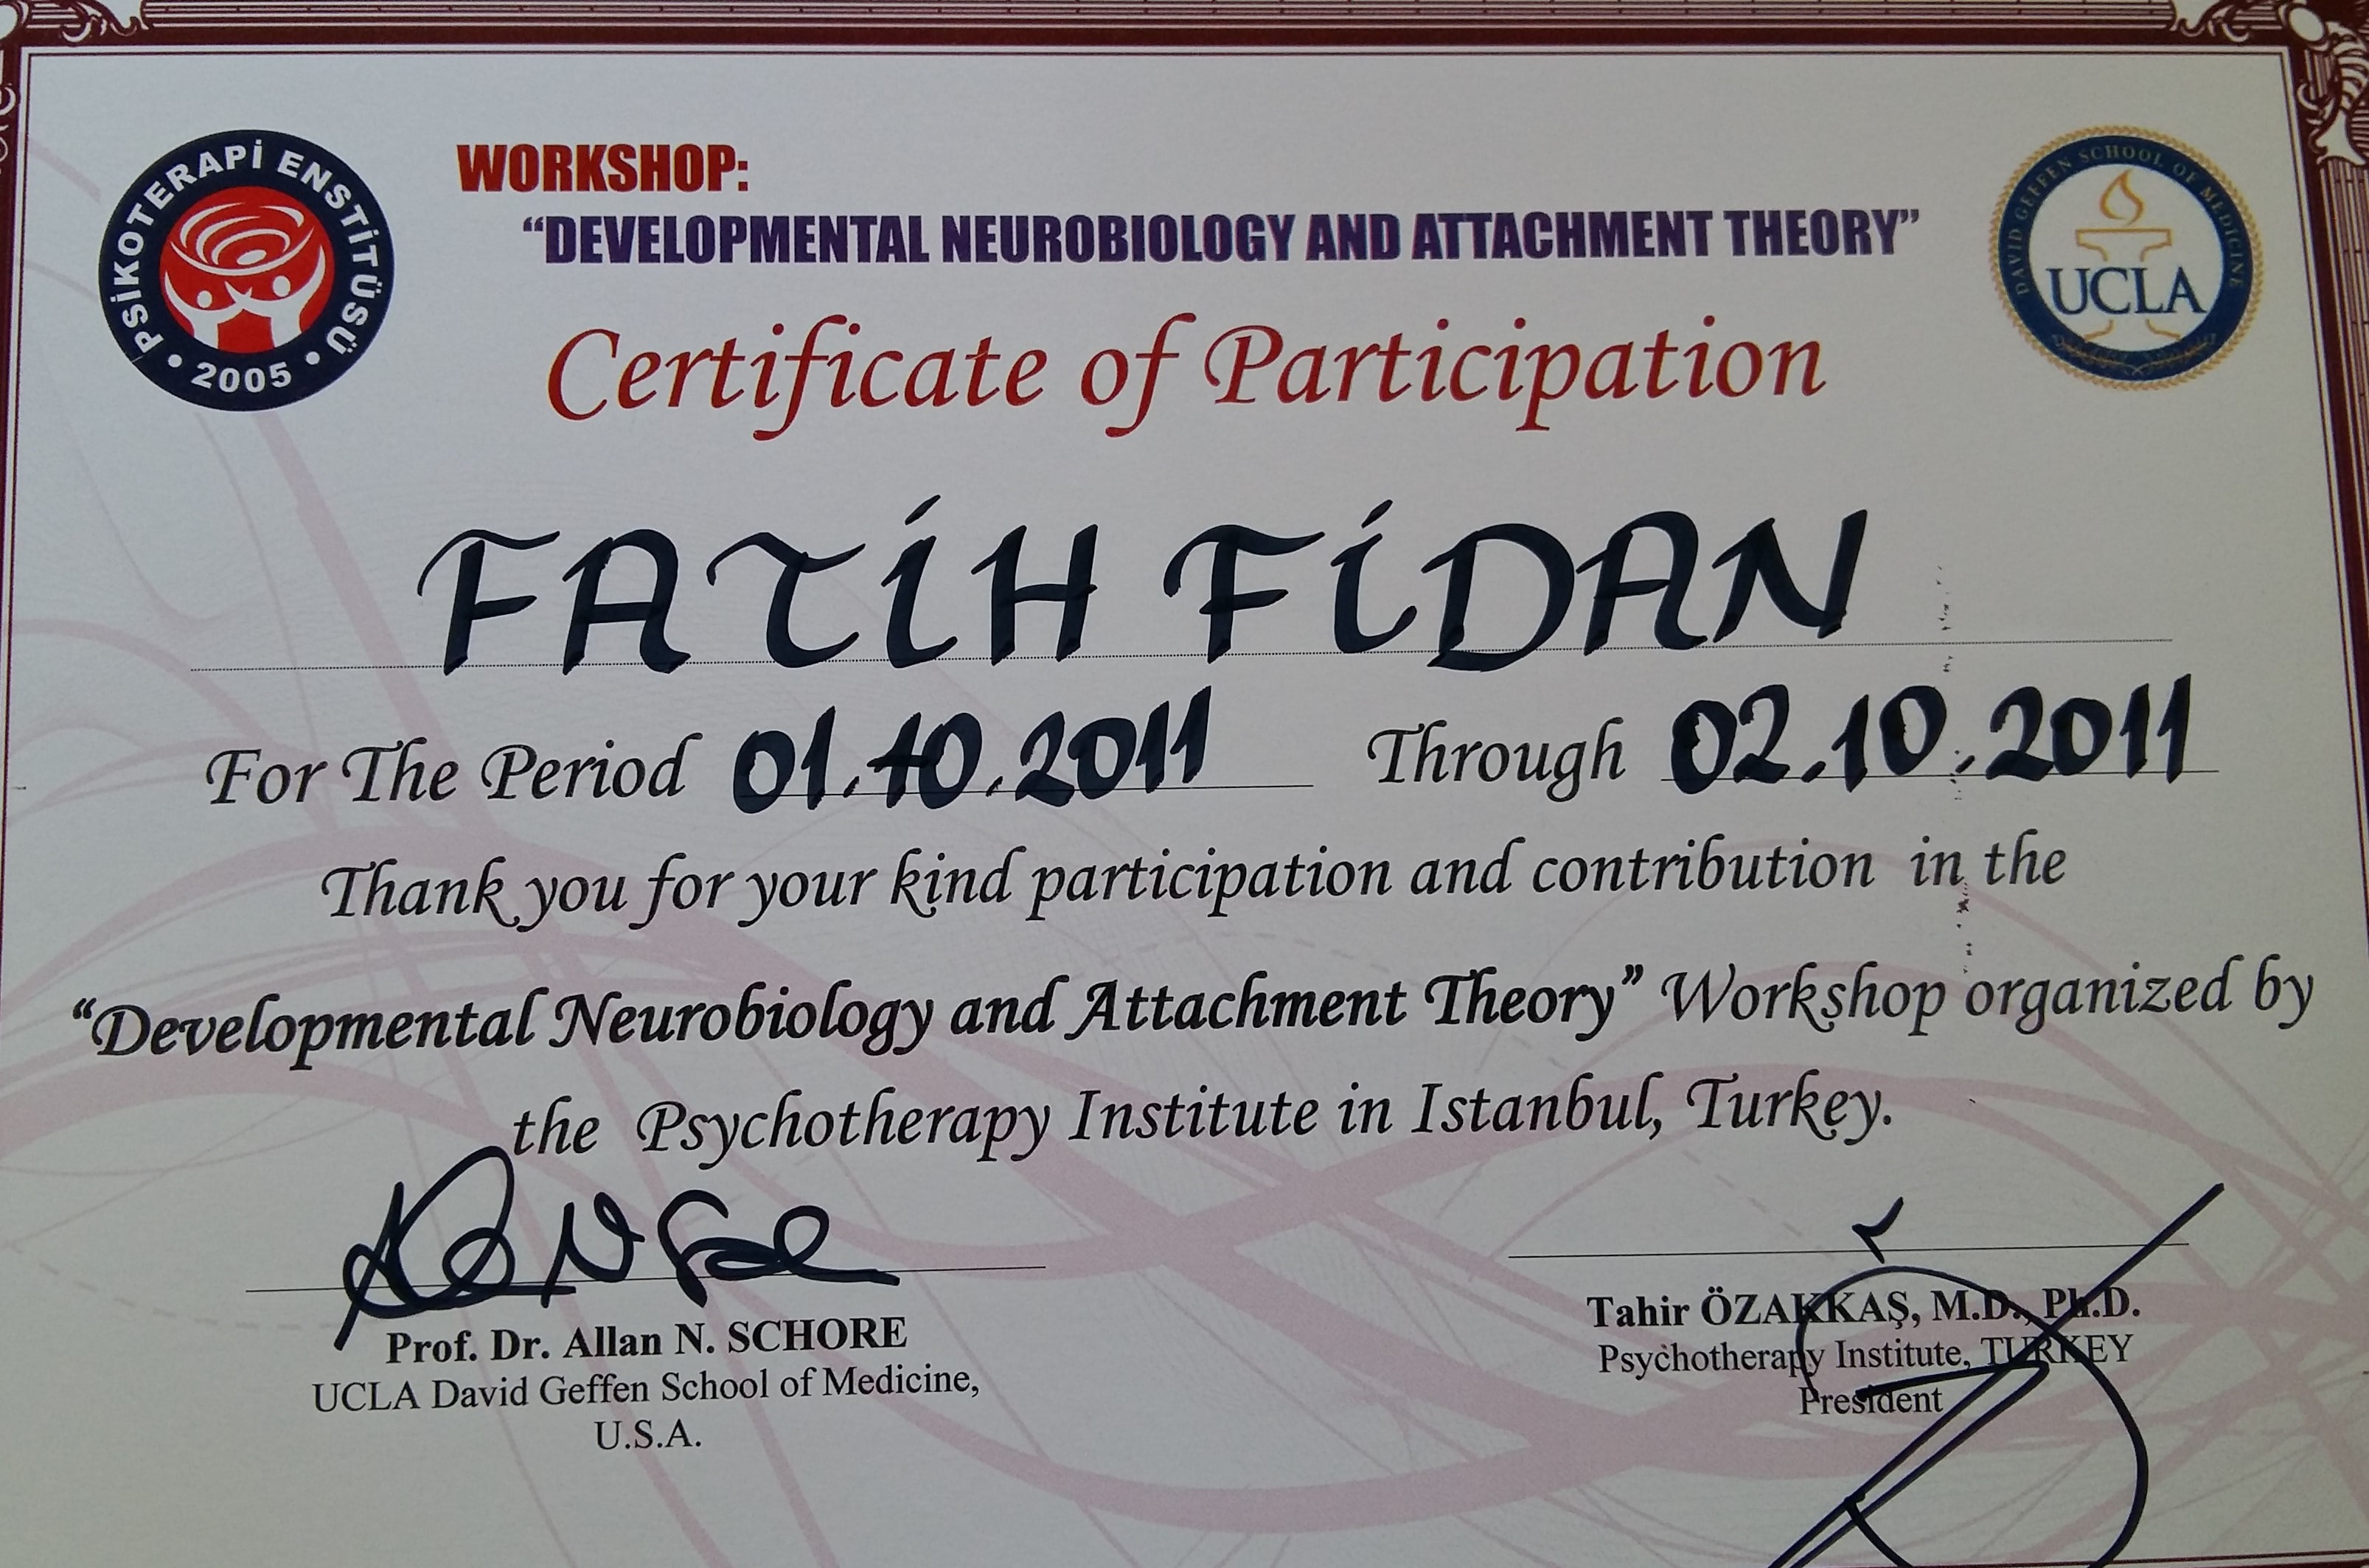 PSİKOTERAPİ ENSTİTÜSÜ
• 2005 •
WORKSHOP:
“DEVELOPMENTAL NEUROBIOLOGY AND ATTACHMENT THEORY”
DAVID GEFFEN SCHOOL OF MEDICINE
UCLA
Certificate of Participation
FATİH FİDAN
For The Period 01.10.2011 Through 02.10.2011
Thank you for your kind participation and contribution in the
“Developmental Neurobiology and Attachment Theory” Workshop organized by
the Psychotherapy Institute in Istanbul, Turkey.
Prof. Dr. Allan N. SCHORE
UCLA David Geffen School of Medicine,
U.S.A.
Tahir ÖZAKKAŞ, M.D., Ph.D.
Psychotherapy Institute, TURKEY
President